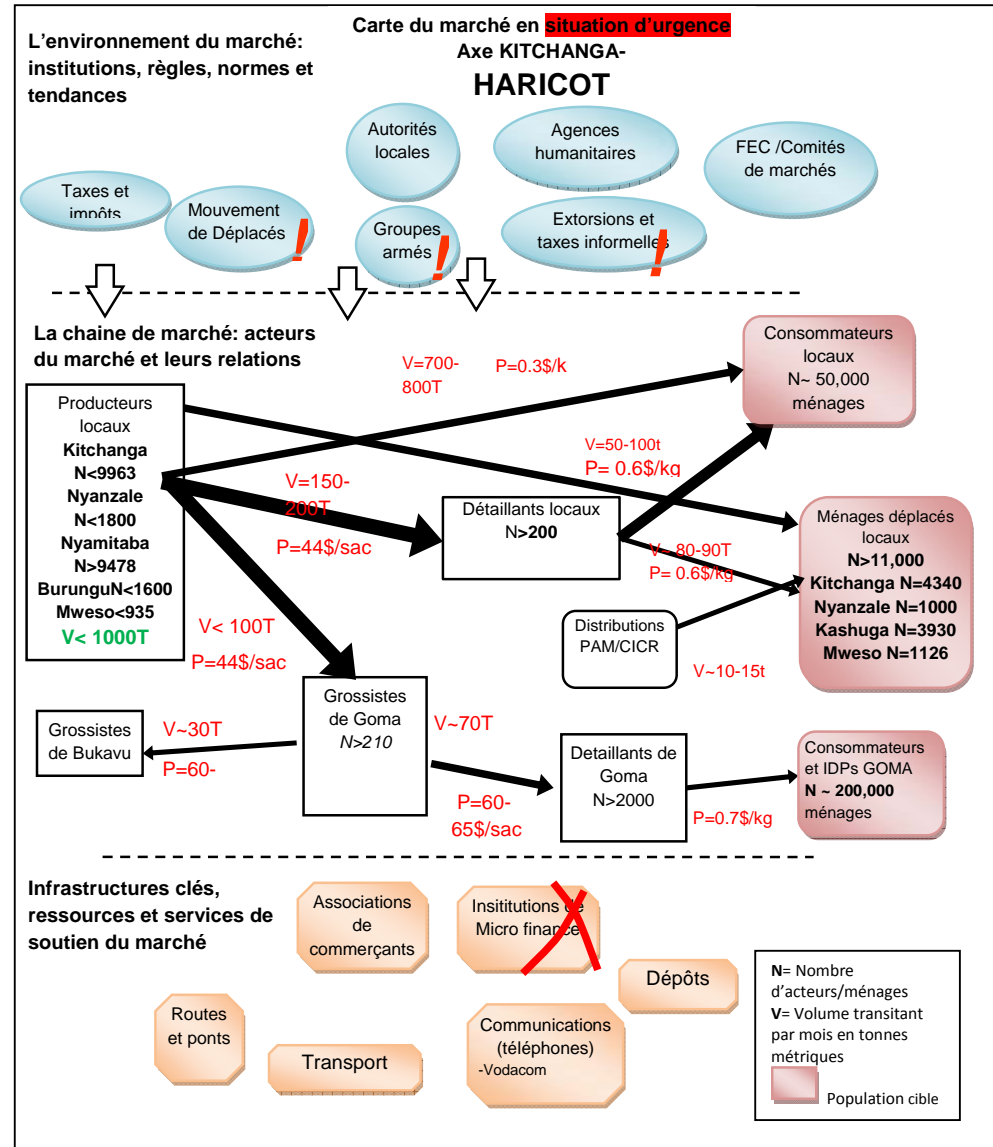 Carte du marché en situation d'urgence
Axe KITCHANGA-
HARICOT
L'environnement du marché:
institutions, règles, normes et
tendances
Autorités
locales
Agences
humanitaires
FEC /Comités
de marchés
Taxes et
impôts
Mouvement
de Déplacés
!
Groupes
armés
!
Extorsions et
taxes informelles
!
La chaine de marché: acteurs
du marché et leurs relations
Producteurs
locaux
Kitchanga
N<9963
Nyanzale
N<1800
Nyamitaba
N>9478
BurunguN<1600
Mweso<935
V< 1000T
V=700-
800T
P=0.3$/k
Consommateurs
locaux
N~ 50,000
ménages
V=50-100t
P= 0.6$/kg
V=150-
200T
P=44$/sac
Détaillants locaux
N>200
V~ 80-90T
P= 0.6$/kg
Ménages déplacés
locaux
N>11,000
Kitchanga N=4340
Nyanzale N=1000
Kashuga N=3930
Mweso N=1126
Distributions
PAM/CICR
V~10-15t
V< 100T
P=44$/sac
Grossistes
de Goma
N>210
Grossistes
de Bukavu
V~30T
P=60-
V~70T
P=60-
65$/sac
Detaillants de
Goma
N>2000
P=0.7$/kg
Consommateurs
et IDPs GOMA
N ~ 200,000
ménages
Infrastructures clés,
ressources et services de
soutien du marché
Associations
de
commerçants
Insititutions de
Micro finance
Dépôts
Routes
et ponts
Transport
Communications
(téléphones)
-Vodacom
N= Nombre
d'acteurs/ménages
V= Volume transitant
par mois en tonnes
métriques
Population cible